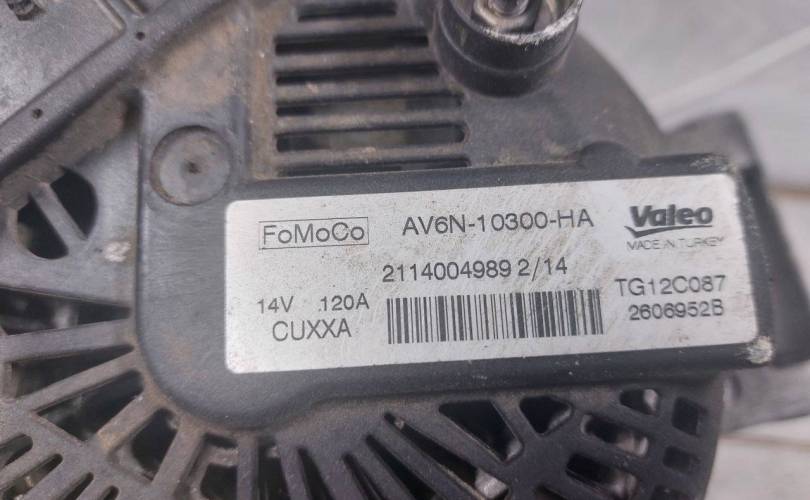 FoMoCo AV6N-10300-HA Valeo
MADE IN TURKEY
2114004989 2/14
14V .120A TG12C087
CUXXA 2606952B